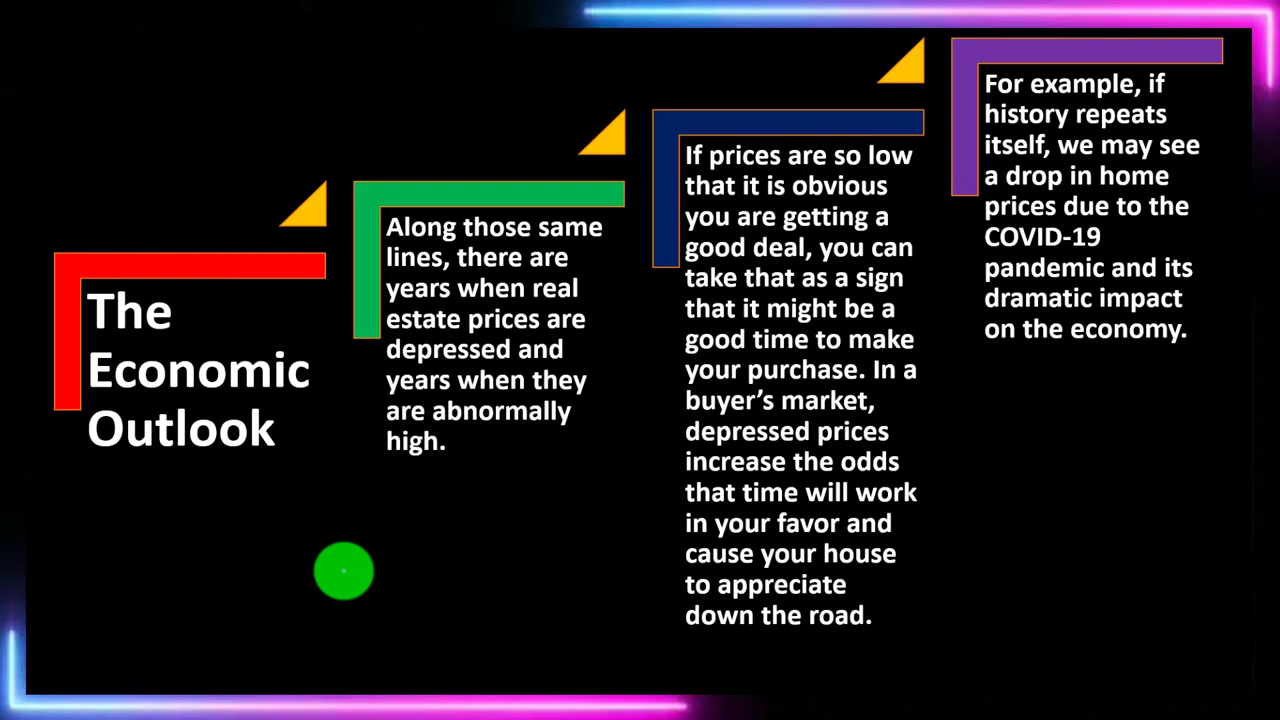 The
Economic
Outlook
Along those same
lines, there are
years when real
estate prices are
depressed and
years when they
are abnormally
high.
If prices are so low
that it is obvious
you are getting a
good deal, you can
take that as a sign
that it might be a
good time to make
your purchase. In a
buyer’s market,
depressed prices
increase the odds
that time will work
in your favor and
cause your house
to appreciate
down the road.
For example, if
history repeats
itself, we may see
a drop in home
prices due to the
COVID-19
pandemic and its
dramatic impact
on the economy.